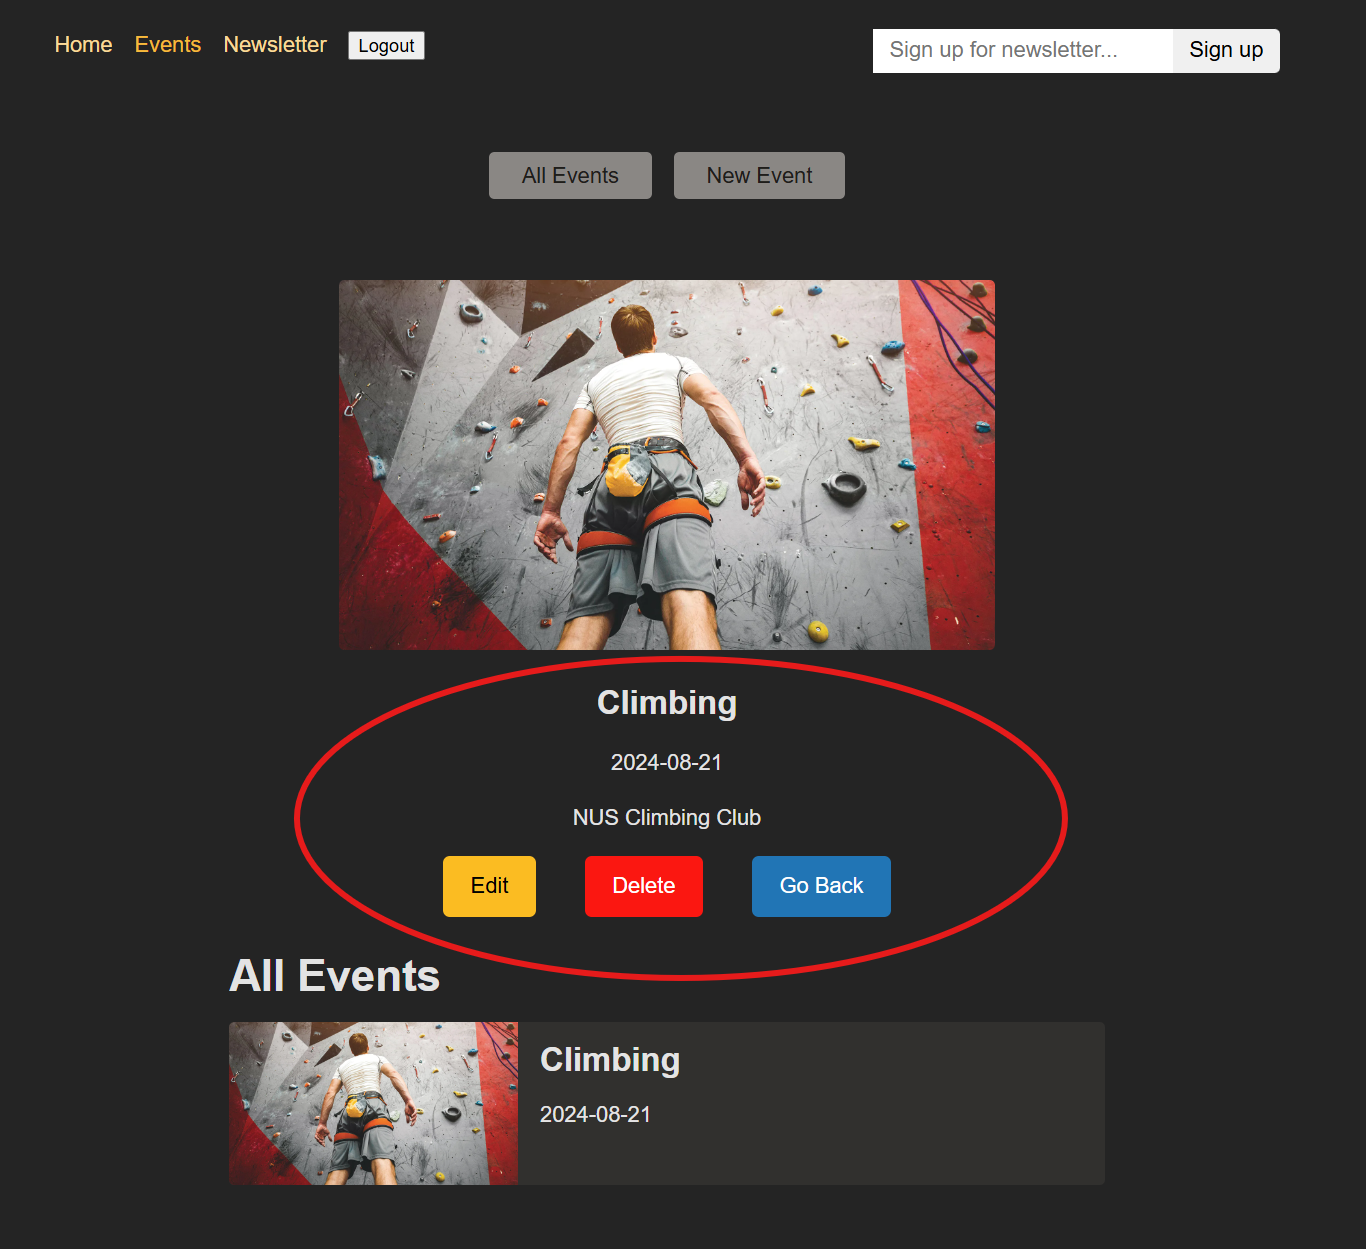 Home Events Newsletter Logout Sign up for newsletter... Sign up
All Events New Event
Climbing
2024-08-21
NUS Climbing Club
Edit Delete Go Back
All Events
Climbing
2024-08-21